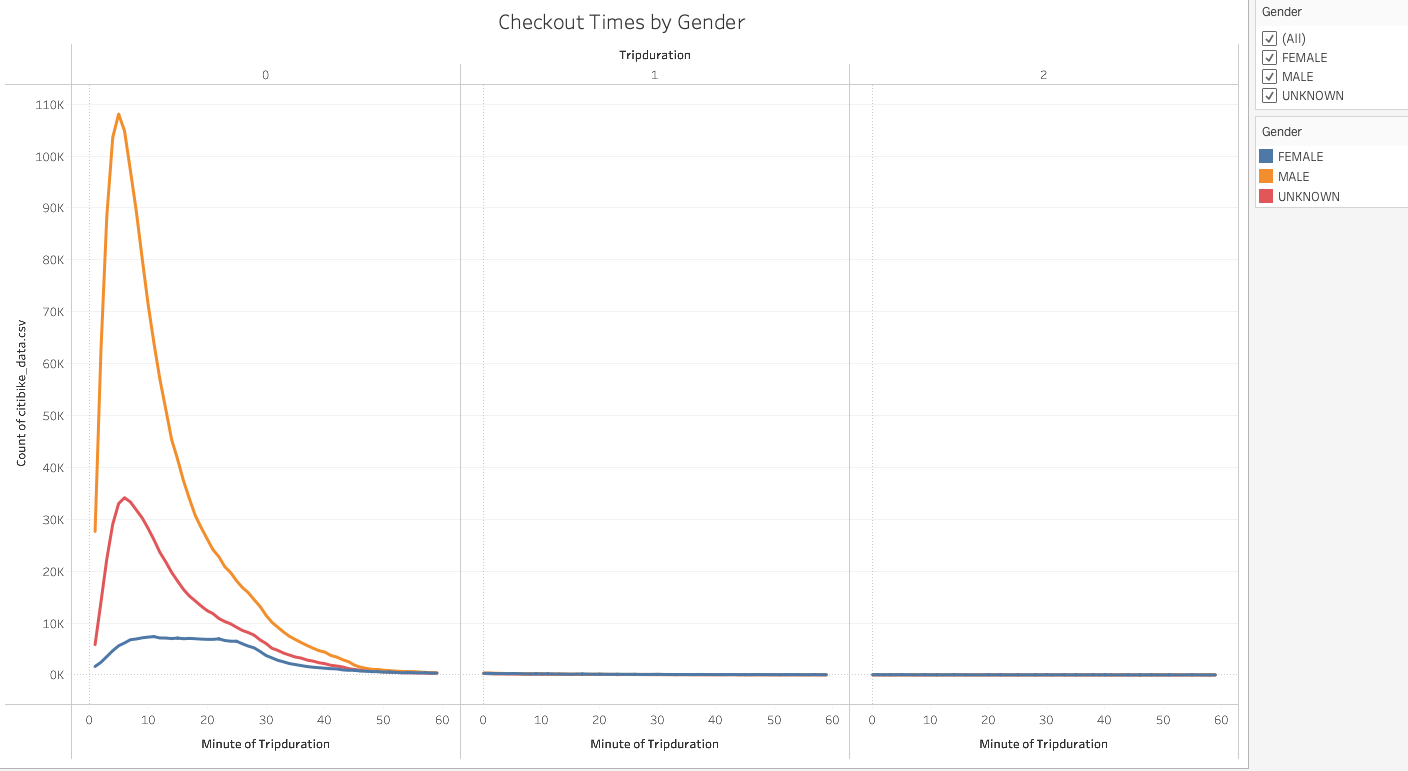 Checkout Times by Gender
Tripduration
0 1 2
110K
100K
90K
80K
70K
60K
50K
40K
30K
20K
10K
0K
Count of citibike_data.csv
0 10 20 30 40 50 60 0 10 20 30 40 50 60 0 10 20 30 40 50 60
Minute of Tripduration Minute of Tripduration Minute of Tripduration
Gender
(All)
FEMALE
MALE
UNKNOWN
Gender
FEMALE
MALE
UNKNOWN